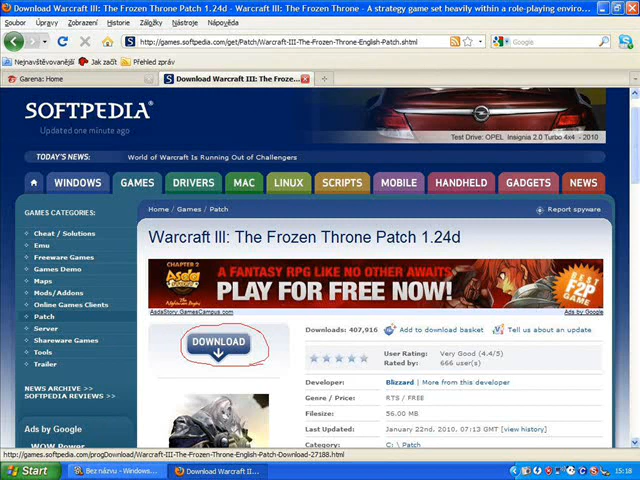 Download Warcraft III: The Frozen Throne Patch 1.24d - Warcraft III: The Frozen Throne - A strategy game set heavily within a role-playing enviro...
Soubor Úpravy Zobrazení Historie Záložky Nástroje Nápověda
http://games.softpedia.com/get/Patch/Warcraft-III-The-Frozen-Throne-English-Patch.shtml
Google
Nejnavštěvovanější Jak začít Přehled zpráv
Garena: Home
Download Warcraft III: The Froze...
SOFTPEDIA®
Updated one minute ago
Test Drive: OPEL Insignia 2.0 Turbo 4x4 - 2010
TODAY'S NEWS: World of Warcraft Is Running Out of Challengers
WINDOWS GAMES DRIVERS MAC LINUX SCRIPTS MOBILE HANDHELD GADGETS NEWS
GAMES CATEGORIES:
Cheat / Solutions
Emu
Freeware Games
Games Demo
Maps
Mods/Addons
Online Games Clients
Patch
Server
Shareware Games
Tools
Trailer
NEWS ARCHIVE >>
SOFTPEDIA REVIEWS >>
Ads by Google
WOW Power
Home / Games / Patch
Report spyware
Warcraft III: The Frozen Throne Patch 1.24d
CHAPTER 2
Asda Story
A FANTASY RPG LIKE NO OTHER AWAITS
PLAY FOR FREE NOW!
BEST F2P GAME
AsdaStory.GamesCampus.com
Ads by Google
DOWNLOAD
Downloads: 407,916 Add to download basket Tell us about an update
User Rating: Very Good (4.4/5)
Rated by: 666 user(s)
Developer: Blizzard | More from this developer
Genre / Price: RTS / FREE
Filesize: 56.00 MB
Last Updated: January 22nd, 2010, 07:13 GMT [view history]
Category: C: \ Patch
http://games.softpedia.com/progDownload/Warcraft-III-The-Frozen-Throne-English-Patch-Download-27188.html
Start
Bez názvu - Windows...
Download Warcraft II...
15:18